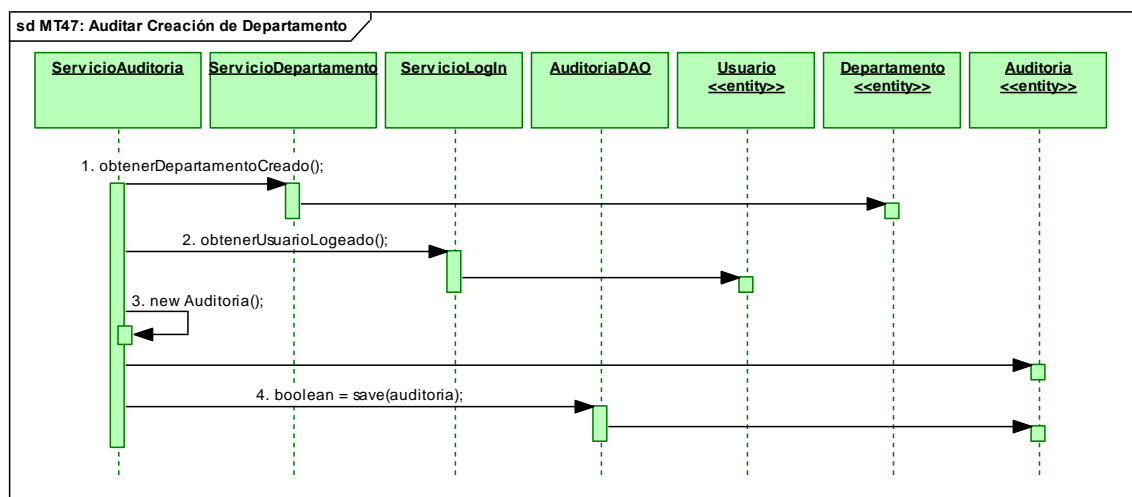 sd MT47: Auditar Creación de Departamento
ServicioAuditoria
ServicioDepartamento
ServicioLogIn
AuditoriaDAO
Usuario
<<entity>>
Departamento
<<entity>>
Auditoria
<<entity>>
1. obtenerDepartamentoCreado();
2. obtenerUsuarioLogeado();
3. new Auditoria();
4. boolean = save(auditoria);